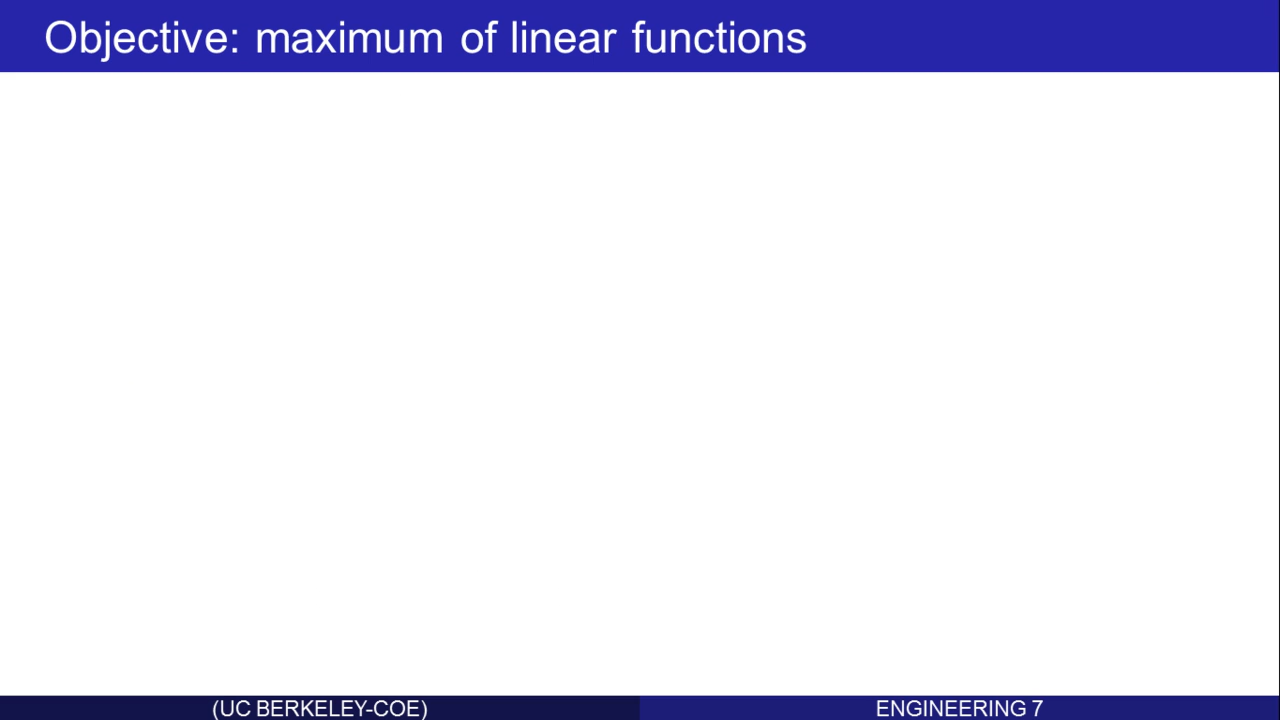 Objective: maximum of linear functions
(UC BERKELEY-COE)
ENGINEERING 7